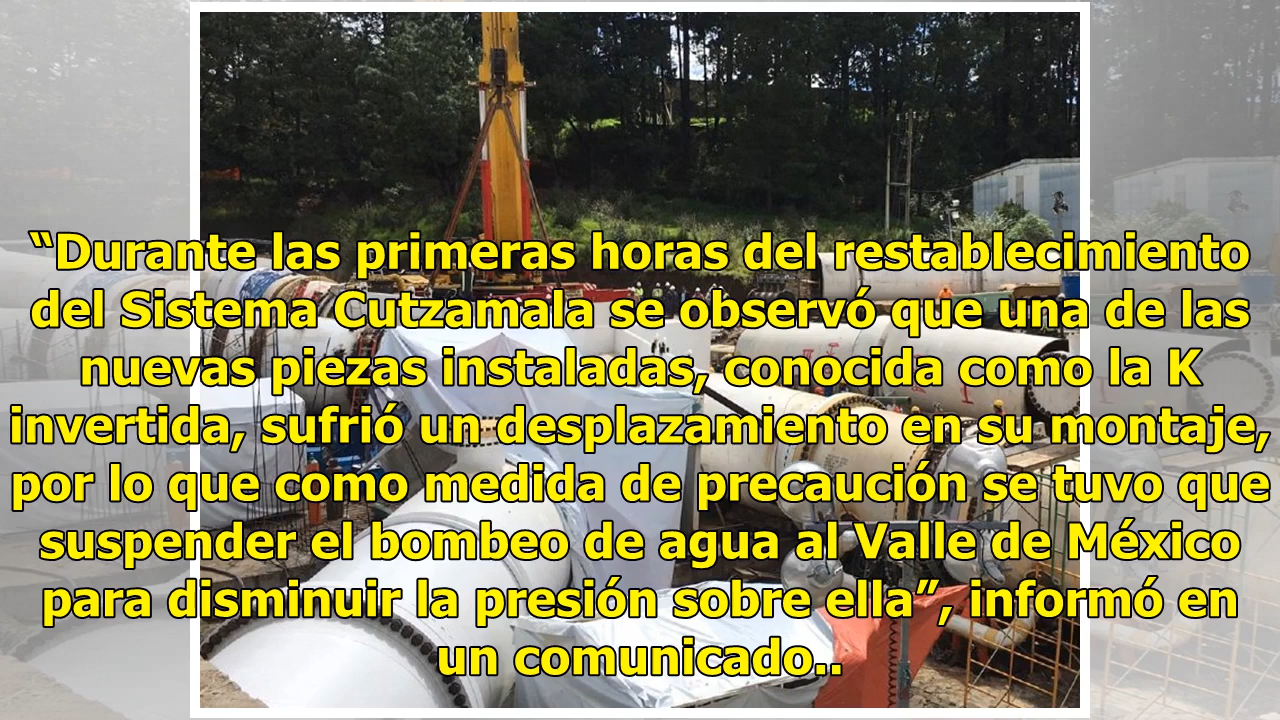 “Durante las primeras horas del restablecimiento
del Sistema Cutzamala se observó que una de las
nuevas piezas instaladas, conocida como la K
invertida, sufrió un desplazamiento en su montaje,
por lo que como medida de precaución se tuvo que
suspender el bombeo de agua al Valle de México
para disminuir la presión sobre ella”, informó en
un comunicado..